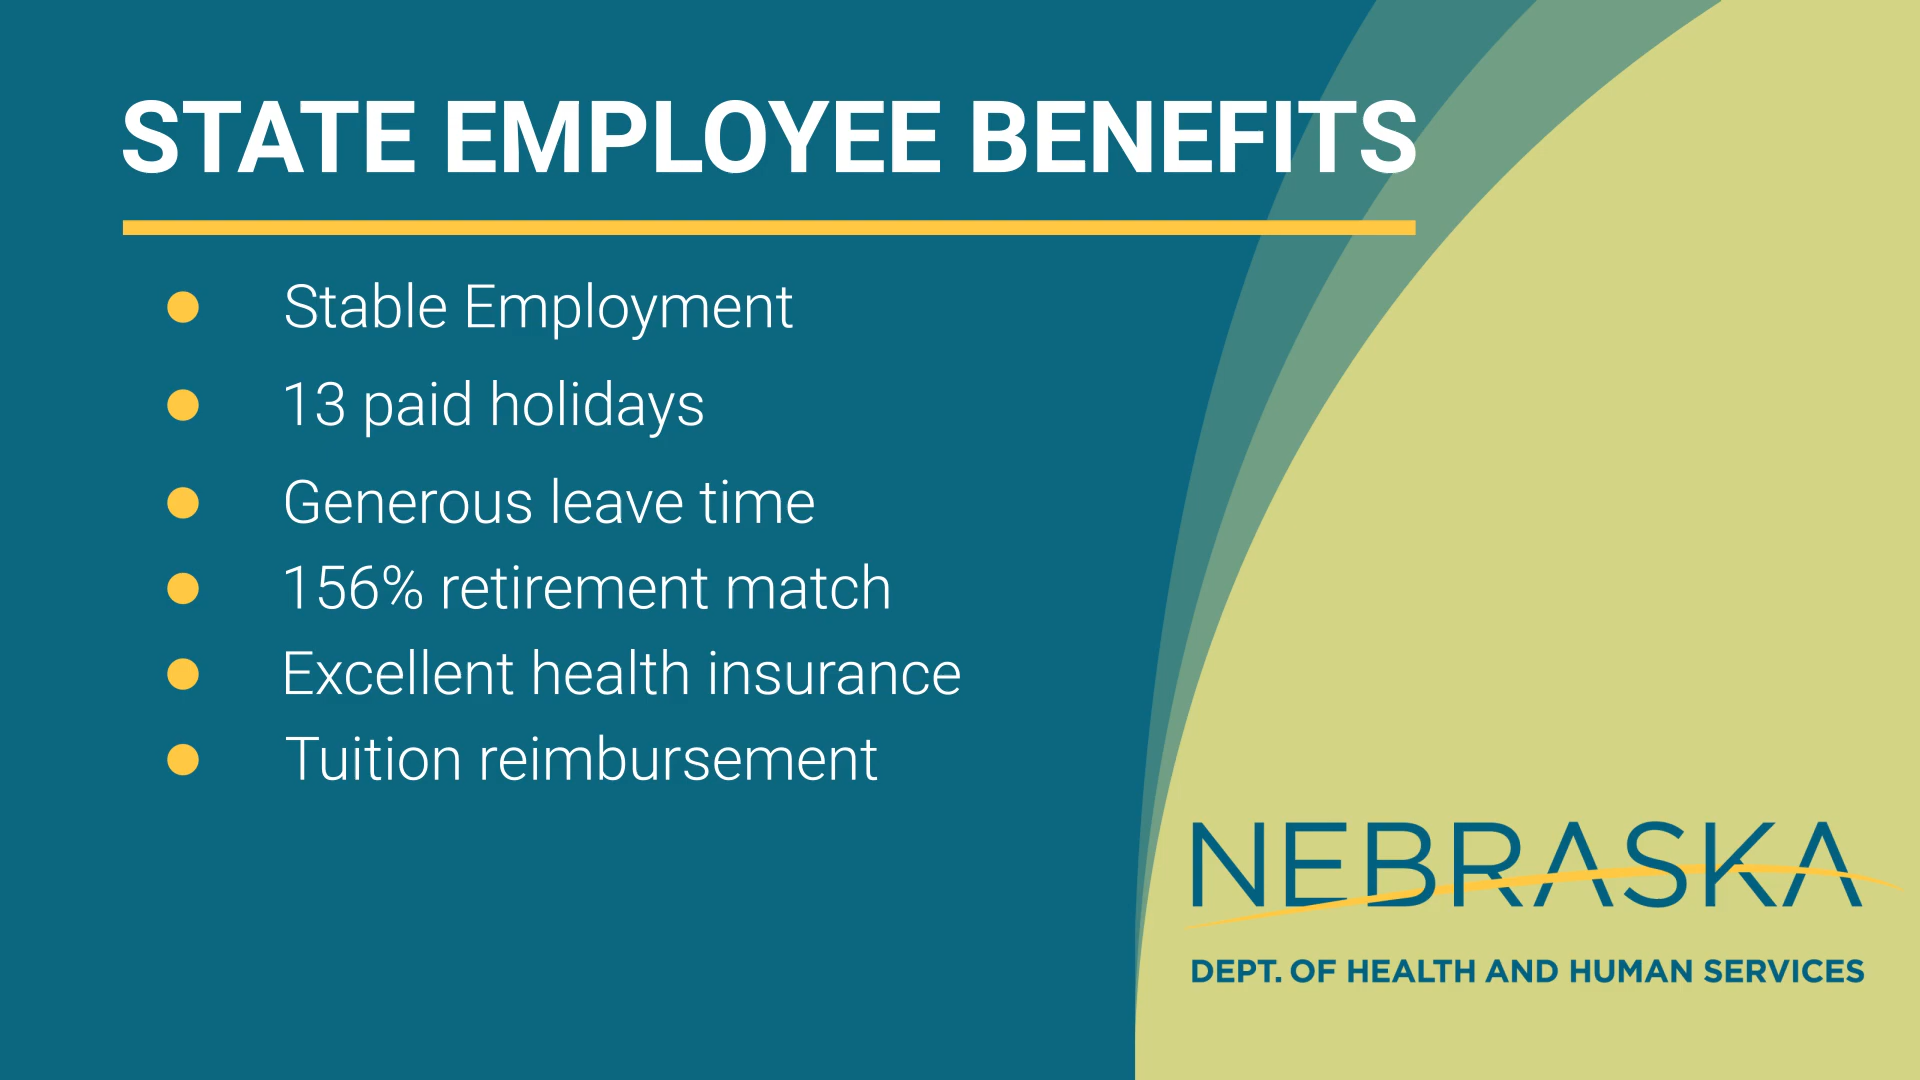 STATE EMPLOYEE BENEFITS
Stable Employment
13 paid holidays
Generous leave time
156% retirement match
Excellent health insurance
Tuition reimbursement
NEBRASKA
DEPT. OF HEALTH AND HUMAN SERVICES